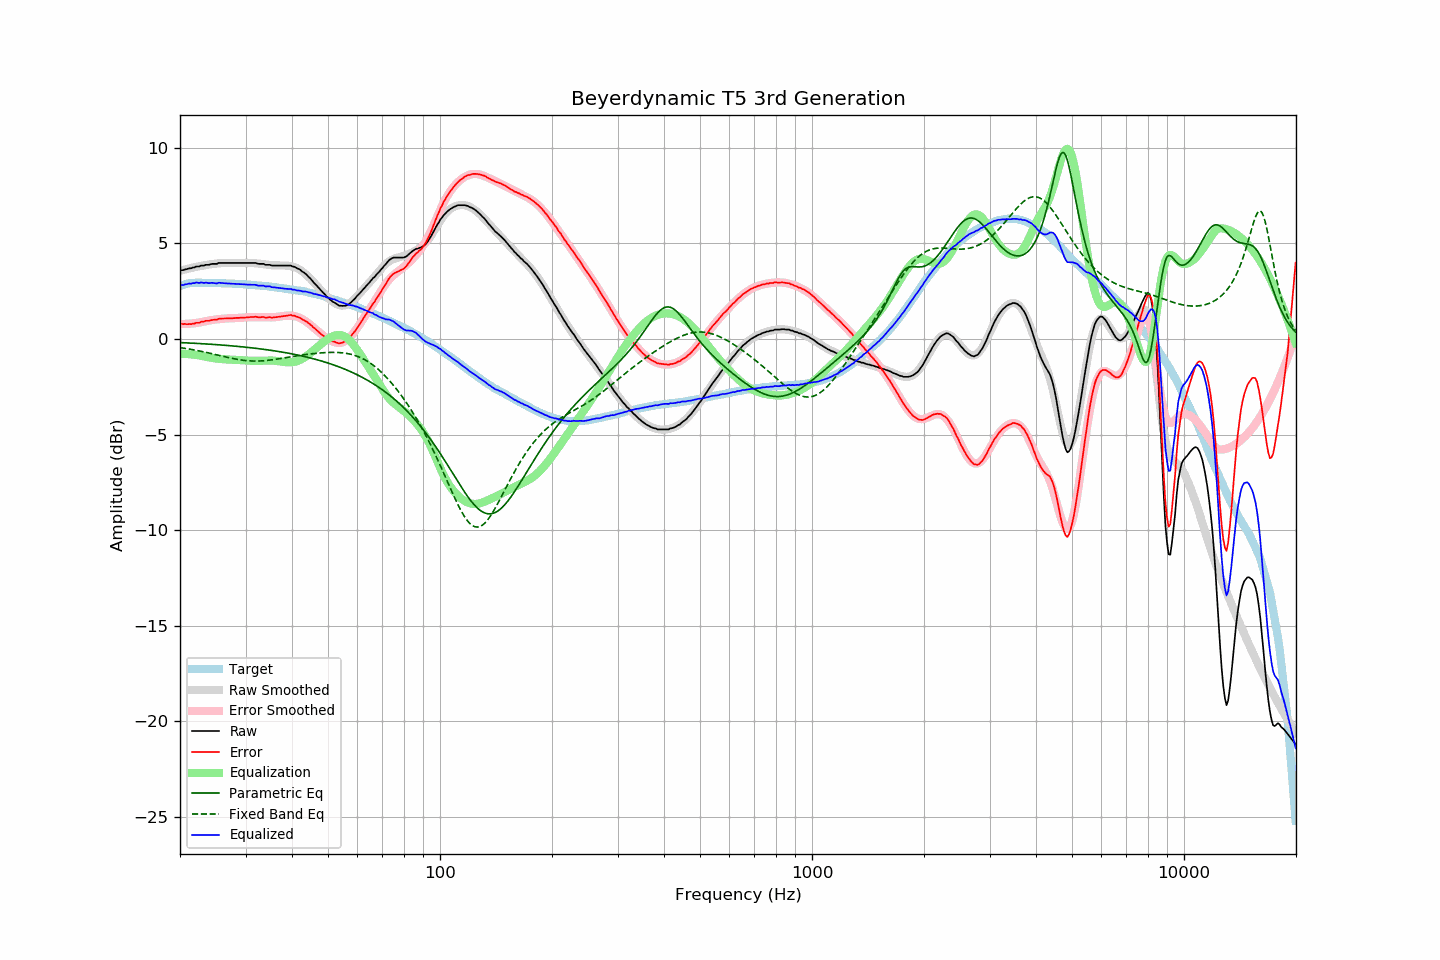 Beyerdynamic T5 3rd Generation
Amplitude (dBr)
10
5
0
−5
−10
−15
−20
−25
Target
Raw Smoothed
Error Smoothed
Raw
Error
Equalization
Parametric Eq
Fixed Band Eq
Equalized
100
1000
10000
Frequency (Hz)